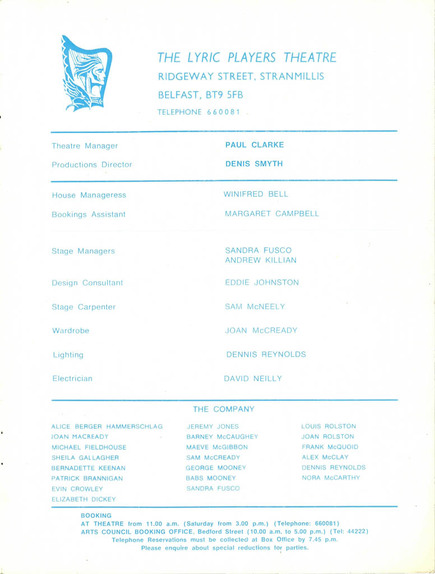 THE LYRIC PLAYERS THEATRE
RIDGEWAY STREET, STRANMILLIS
BELFAST, BT9 5FB
TELEPHONE 660081
Theatre Manager PAUL CLARKE
Productions Director DENIS SMYTH
House Manageress WINIFRED BELL
Bookings Assistant MARGARET CAMPBELL
Stage Managers SANDRA FUSCO
ANDREW KILLIAN
Design Consultant EDDIE JOHNSTON
Stage Carpenter SAM McNEELY
Wardrobe JOAN McCREADY
Lighting DENNIS REYNOLDS
Electrician DAVID NEILLY
THE COMPANY
ALICE BERGER HAMMERSCHLAG JEREMY JONES LOUIS ROLSTON
JOAN MACREADY BARNEY McCAUGHEY JOAN ROLSTON
MICHAEL FIELDHOUSE MAEVE McGIBBON FRANK McQUOID
SHEILA GALLAGHER SAM McCREADY ALEX McCLAY
BERNADETTE KEENAN GEORGE MOONEY DENNIS REYNOLDS
PATRICK BRANNIGAN BABS MOONEY NORA McCARTHY
EVIN CROWLEY SANDRA FUSCO
ELIZABETH DICKEY
BOOKING
AT THEATRE from 11.00 a.m. (Saturday from 3.00 p.m.) (Telephone: 660081)
ARTS COUNCIL BOOKING OFFICE, Bedford Street (10.00 a.m. to 5.00 p.m.) (Tel: 44222)
Telephone Reservations must be collected at Box Office by 7.45 p.m.
Please enquire about special reductions for parties.